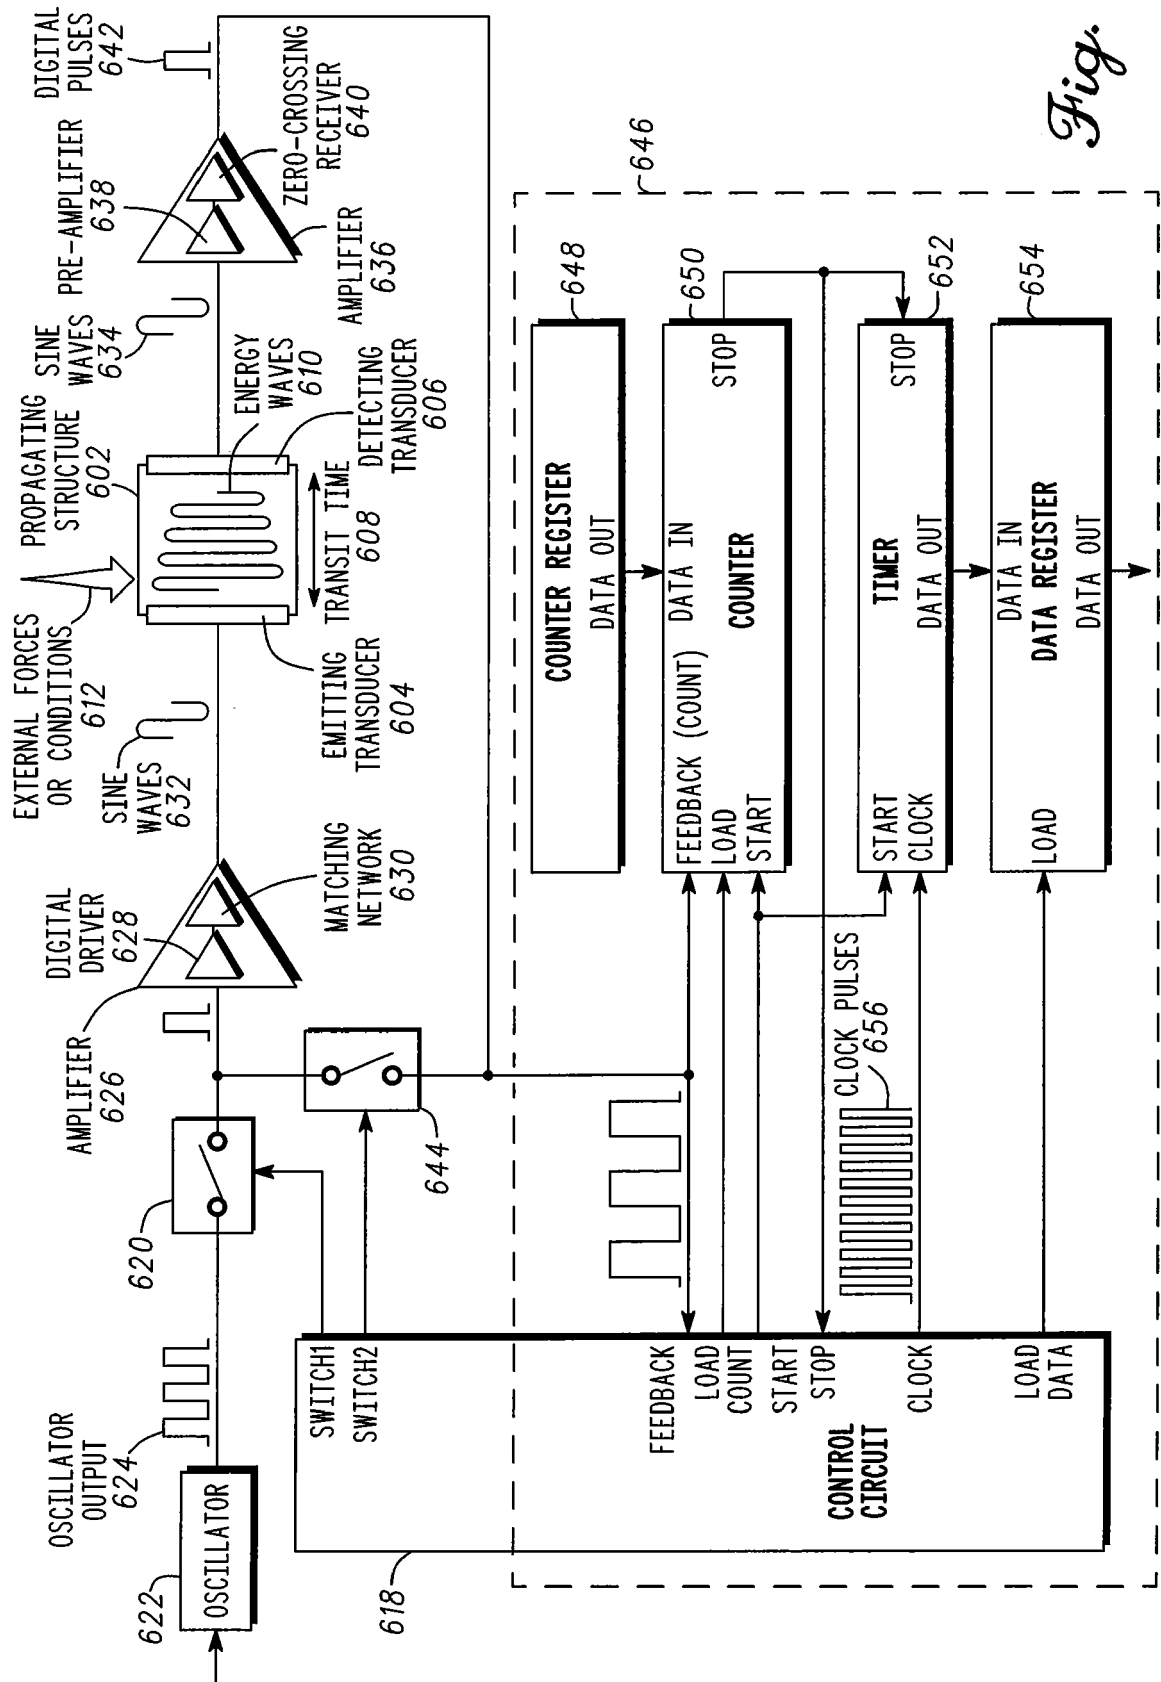 OSCILLATOR
OUTPUT
624
622
OSCILLATOR
620
AMPLIFIER
626
DIGITAL
DRIVER
628
MATCHING
NETWORK
630
644
EXTERNAL FORCES
OR CONDITIONS
612
SINE
WAVES
632
EMITTING
TRANSDUCER
604
PROPAGATING
STRUCTURE
602
TRANSIT TIME
608
ENERGY
WAVES
610
DETECTING
TRANSDUCER
606
SINE
WAVES
634
PRE-AMPLIFIER
638
AMPLIFIER
636
ZERO-CROSSING
RECEIVER
640
DIGITAL
PULSES
642
618
SWITCH1
SWITCH2
FEEDBACK
LOAD
COUNT
START
STOP
CLOCK
LOAD
DATA
CONTROL
CIRCUIT
CLOCK PULSES
656
646
648
COUNTER REGISTER
DATA OUT
650
FEEDBACK (COUNT)
LOAD
START
DATA IN
COUNTER
STOP
652
START
CLOCK
TIMER
DATA OUT
STOP
654
LOAD
DATA IN
DATA REGISTER
DATA OUT
Fig.